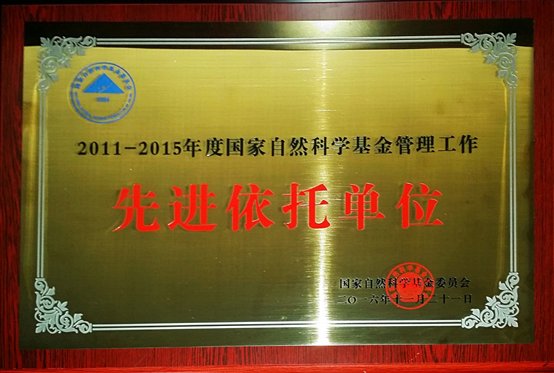 2011-2015年度国家自然科学基金管理工作
先进依托单位
国家自然科学基金委员会
二〇一六年十一月二十一日